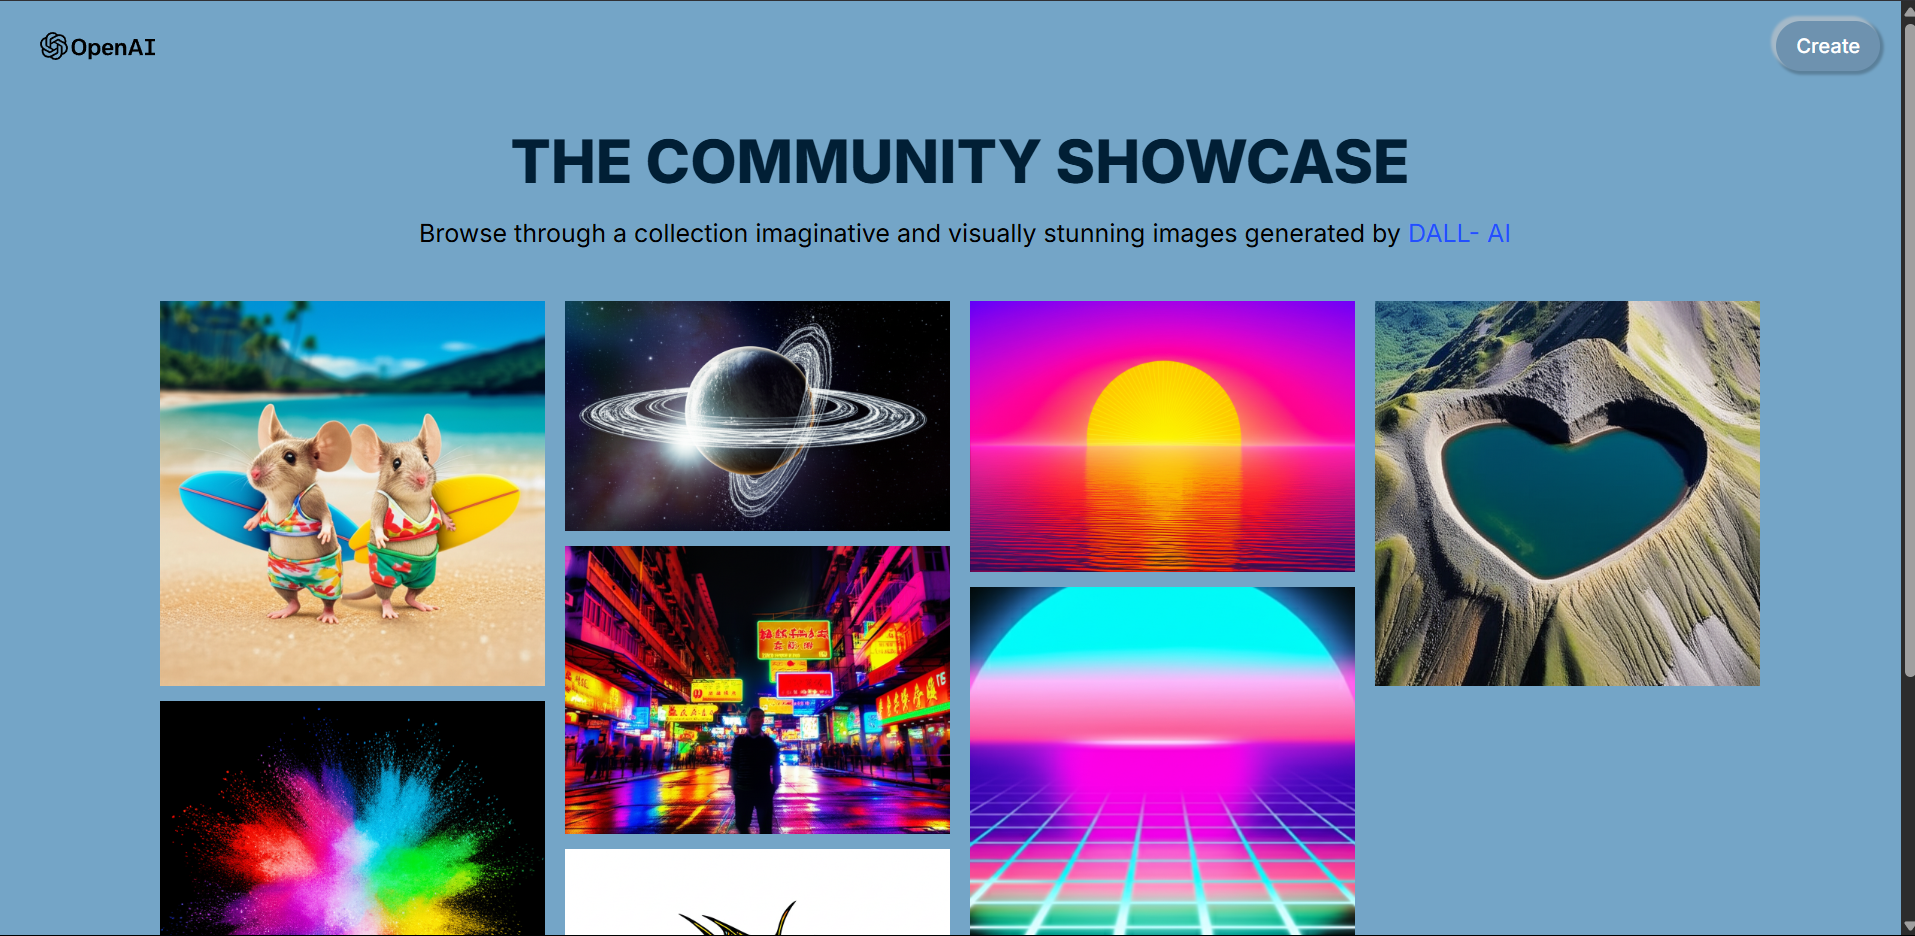 OpenAI
Create
THE COMMUNITY SHOWCASE
Browse through a collection imaginative and visually stunning images generated by DALL- AI